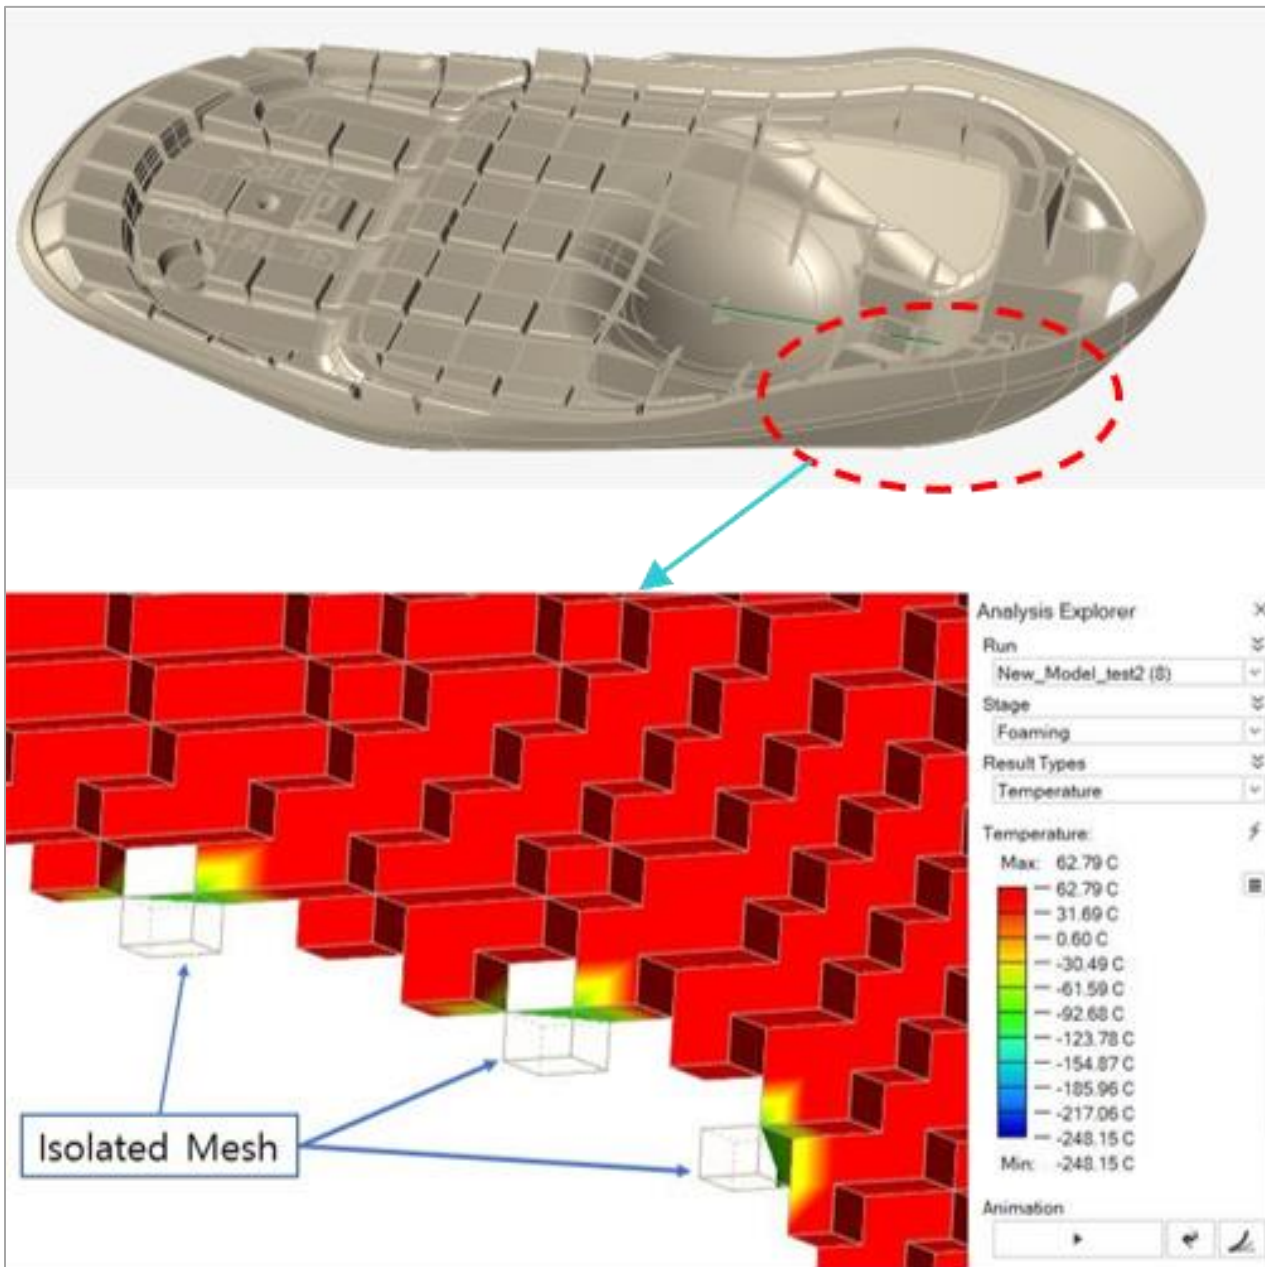 Analysis Explorer
Run
New_Model_test2 (8)
Stage
Foaming
Result Types
Temperature
Temperature:
Max: 62.79 C
62.79 C
31.69 C
0.60 C
-30.49 C
-61.59 C
-92.68 C
-123.78 C
-154.87 C
-185.96 C
-217.06 C
-248.15 C
Min: -248.15 C
Animation
Isolated Mesh